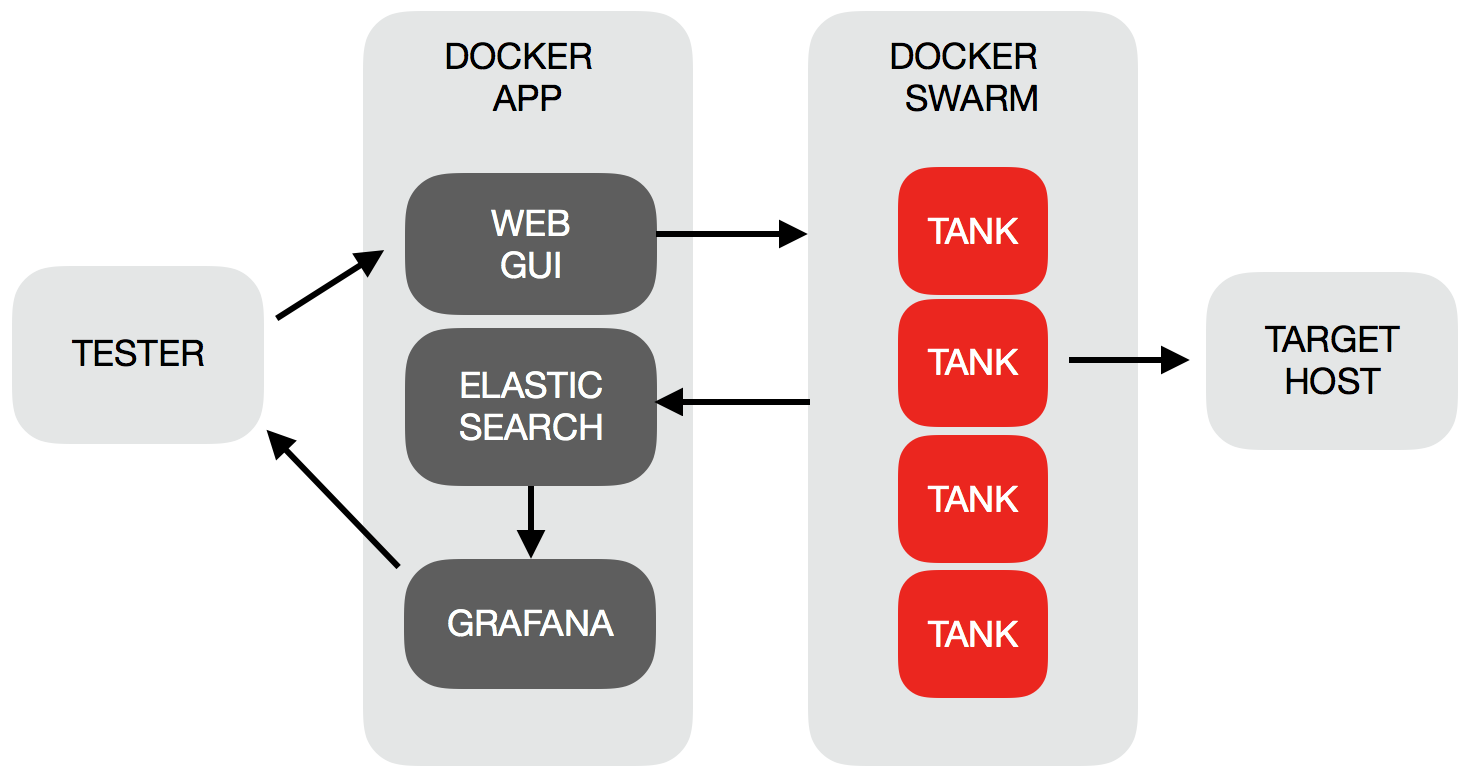 DOCKER
APP
DOCKER
SWARM
WEB
GUI
TANK
TESTER
ELASTIC
SEARCH
TANK
TARGET
HOST
TANK
GRAFANA
TANK